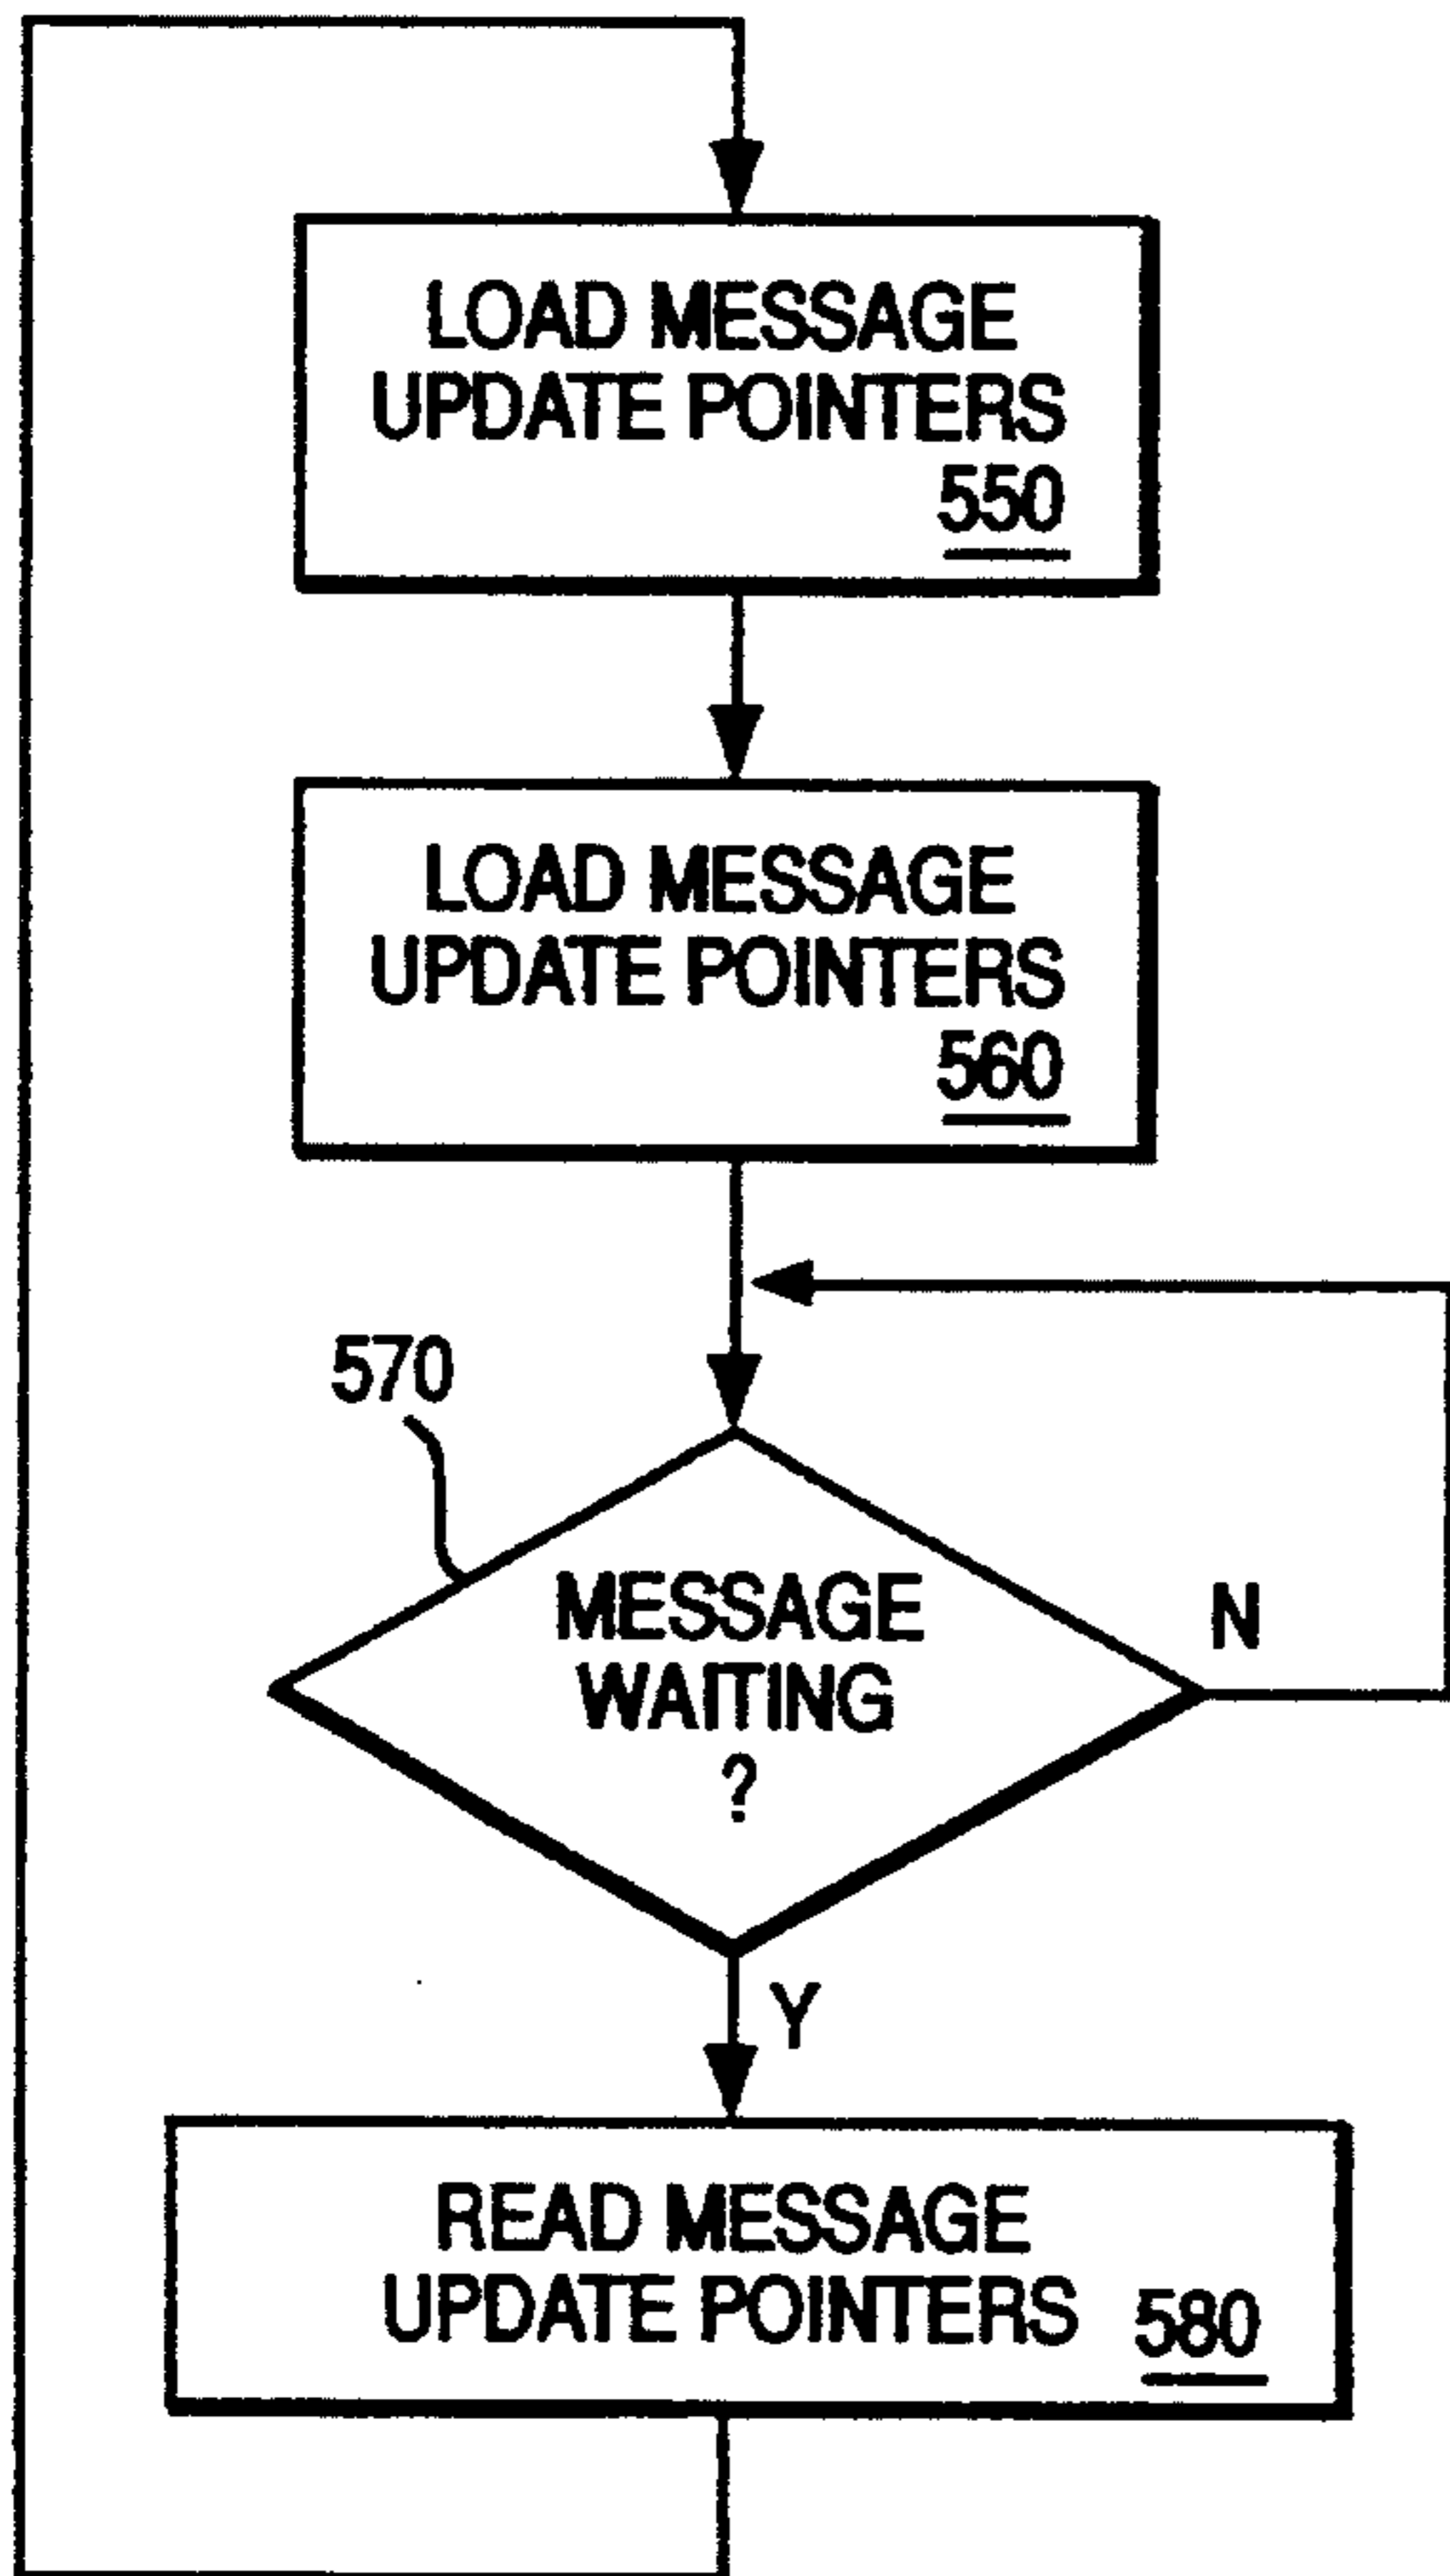 LOAD MESSAGE
UPDATE POINTERS
550
LOAD MESSAGE
UPDATE POINTERS
560
570
MESSAGE
WAITING
?
N
Y
READ MESSAGE
UPDATE POINTERS 580